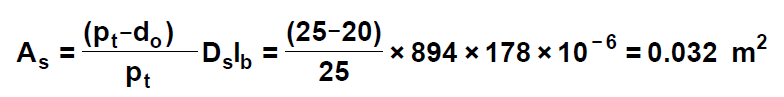 A_s = (p_t−d_o)/p_t D_s l_b = (25−20)/25 × 894 × 178 × 10^−6 = 0.032 m^2